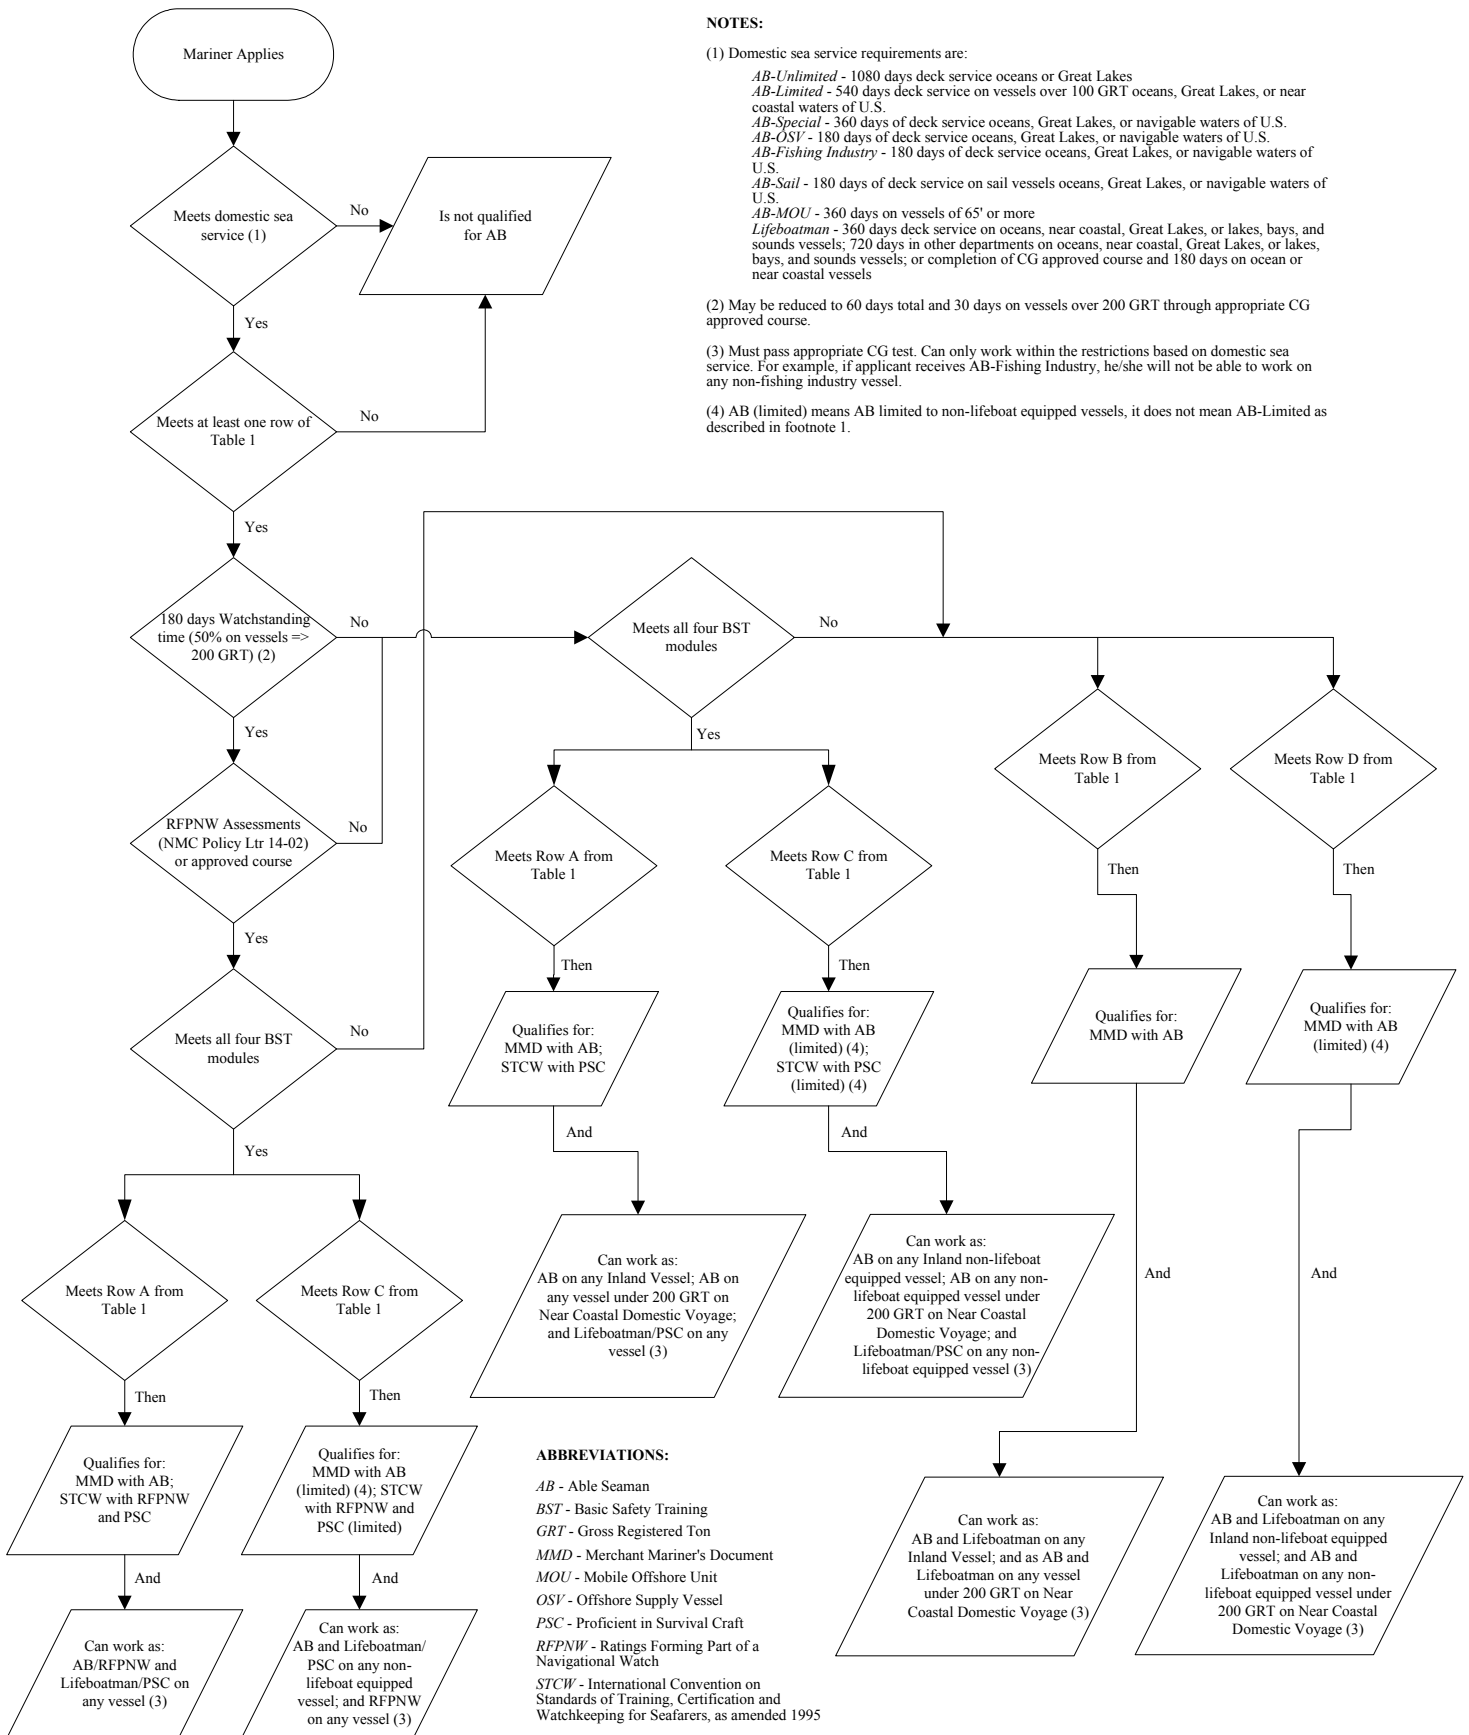 Mariner Applies
NOTES:
(1) Domestic sea service requirements are:
AB-Unlimited - 1080 days deck service oceans or Great Lakes
AB-Limited - 540 days deck service on vessels over 100 GRT oceans, Great Lakes, or near
coastal waters of U.S.
AB-Special - 360 days of deck service oceans, Great Lakes, or navigable waters of U.S.
AB-OSV - 180 days of deck service oceans, Great Lakes, or navigable waters of U.S.
AB-Fishing Industry - 180 days of deck service oceans, Great Lakes, or navigable waters of
U.S.
AB-Sail - 180 days of deck service on sail vessels oceans, Great Lakes, or navigable waters of
U.S.
AB-MOU - 360 days on vessels of 65' or more
Lifeboatman - 360 days deck service on oceans, near coastal, Great Lakes, or lakes, bays, and
sounds vessels; 720 days in other departments on oceans, near coastal, Great Lakes, or lakes,
bays, and sounds vessels; or completion of CG approved course and 180 days on ocean or
near coastal vessels
(2) May be reduced to 60 days total and 30 days on vessels over 200 GRT through appropriate CG
approved course.
(3) Must pass appropriate CG test. Can only work within the restrictions based on domestic sea
service. For example, if applicant receives AB-Fishing Industry, he/she will not be able to work on
any non-fishing industry vessel.
(4) AB (limited) means AB limited to non-lifeboat equipped vessels, it does not mean AB-Limited as
described in footnote 1.
Meets domestic sea
service (1)
No
Is not qualified
for AB
Yes
Meets at least one row of
Table 1
No
Yes
180 days Watchstanding
time (50% on vessels =>
200 GRT) (2)
No
Meets all four BST
modules
No
Yes
Yes
RFPNW Assessments
(NMC Policy Ltr 14-02)
or approved course
No
Yes
Meets Row A from
Table 1
Meets Row C from
Table 1
Meets Row B from
Table 1
Meets Row D from
Table 1
Then
Then
Then
Then
Meets all four BST
modules
No
Yes
Qualifies for:
MMD with AB;
STCW with PSC
Qualifies for:
MMD with AB
(limited) (4);
STCW with PSC
(limited) (4)
Qualifies for:
MMD with AB
Qualifies for:
MMD with AB
(limited) (4)
And
And
And
And
Can work as:
AB on any Inland Vessel; AB on
any vessel under 200 GRT on
Near Coastal Domestic Voyage;
and Lifeboatman/PSC on any
vessel (3)
Can work as:
AB on any Inland non-lifeboat
equipped vessel; AB on any non-
lifeboat equipped vessel under
200 GRT on Near Coastal
Domestic Voyage; and
Lifeboatman/PSC on any non-
lifeboat equipped vessel (3)
Meets Row A from
Table 1
Meets Row C from
Table 1
Then
Then
Qualifies for:
MMD with AB;
STCW with RFPNW
and PSC
Qualifies for:
MMD with AB
(limited) (4); STCW
with RFPNW and
PSC (limited)
And
And
Can work as:
AB/RFPNW and
Lifeboatman/PSC on
any vessel (3)
Can work as:
AB and Lifeboatman/
PSC on any non-
lifeboat equipped
vessel; and RFPNW
on any vessel (3)
ABBREVIATIONS:
AB - Able Seaman
BST - Basic Safety Training
GRT - Gross Registered Ton
MMD - Merchant Mariner's Document
MOU - Mobile Offshore Unit
OSV - Offshore Supply Vessel
PSC - Proficient in Survival Craft
RFPNW - Ratings Forming Part of a
Navigational Watch
STCW - International Convention on
Standards of Training, Certification and
Watchkeeping for Seafarers, as amended 1995
Can work as:
AB and Lifeboatman on any
Inland Vessel; and as AB and
Lifeboatman on any vessel
under 200 GRT on Near
Coastal Domestic Voyage (3)
Can work as:
AB and Lifeboatman on any
Inland non-lifeboat equipped
vessel; and AB and
Lifeboatman on any non-
lifeboat equipped vessel under
200 GRT on Near Coastal
Domestic Voyage (3)